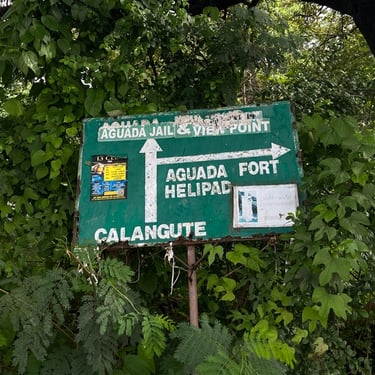 AGUADA JAIL & VIEW POINT
AGUADA FORT
HELIPAD
CALANGUTE